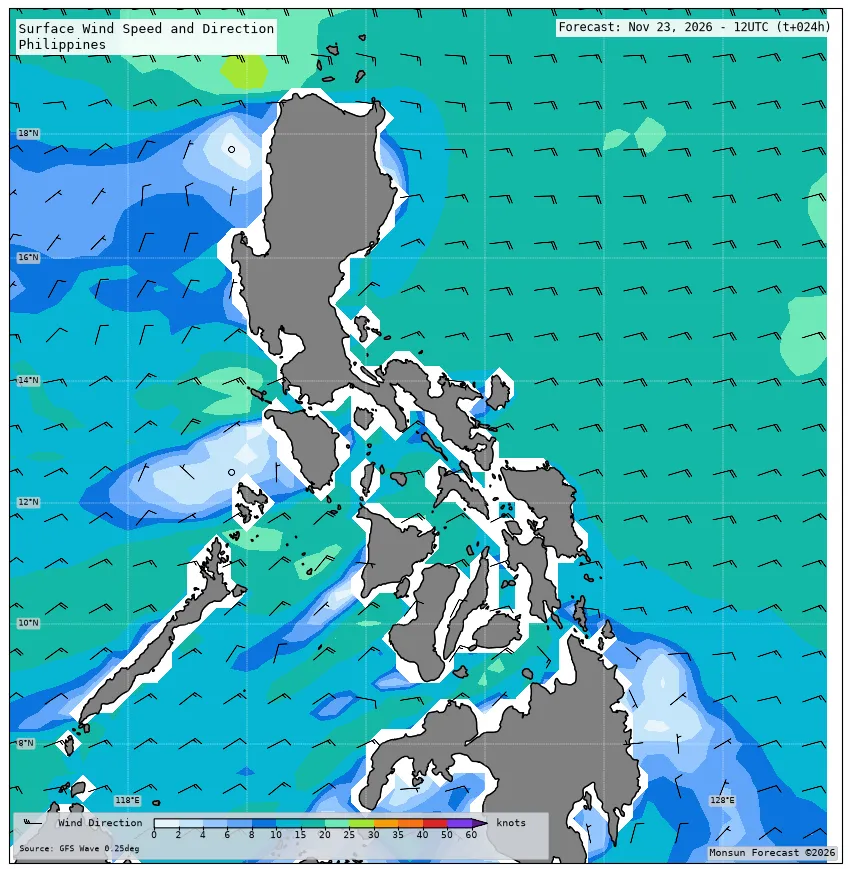 Surface Wind Speed and Direction
Philippines
Forecast: Nov 23, 2026 - 12UTC (t+024h)
18°N
16°N
14°N
12°N
10°N
8°N
118°E
128°E
Wind Direction
knots
0 2 4 6 8 10 15 20 25 30 35 40 45 50 60
Source: GFS Wave 0.25deg
Monsun Forecast ©2026